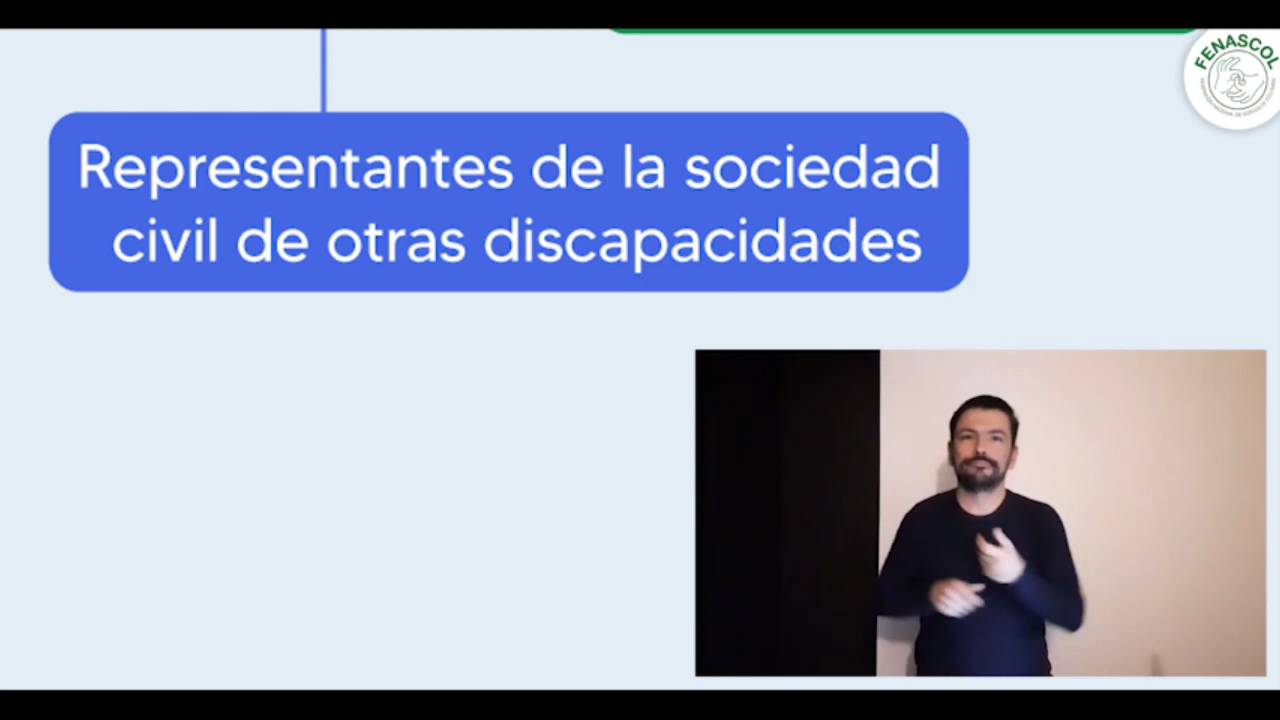 FENASCOL
Representantes de la sociedad
civil de otras discapacidades